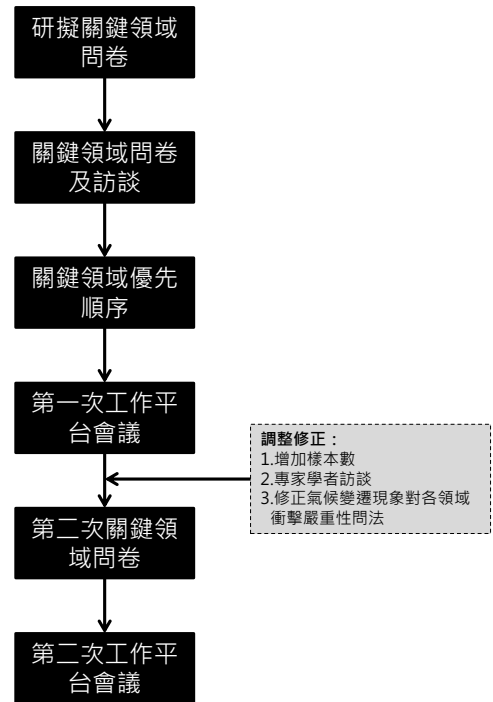 研擬關鍵領域
問卷
關鍵領域問卷
及訪談
關鍵領域優先
順序
第一次工作平
台會議
調整修正：
1.增加樣本數
2.專家學者訪談
3.修正氣候變遷現象對各領域
衝擊嚴重性問法
第二次關鍵領
域問卷
第二次工作平
台會議